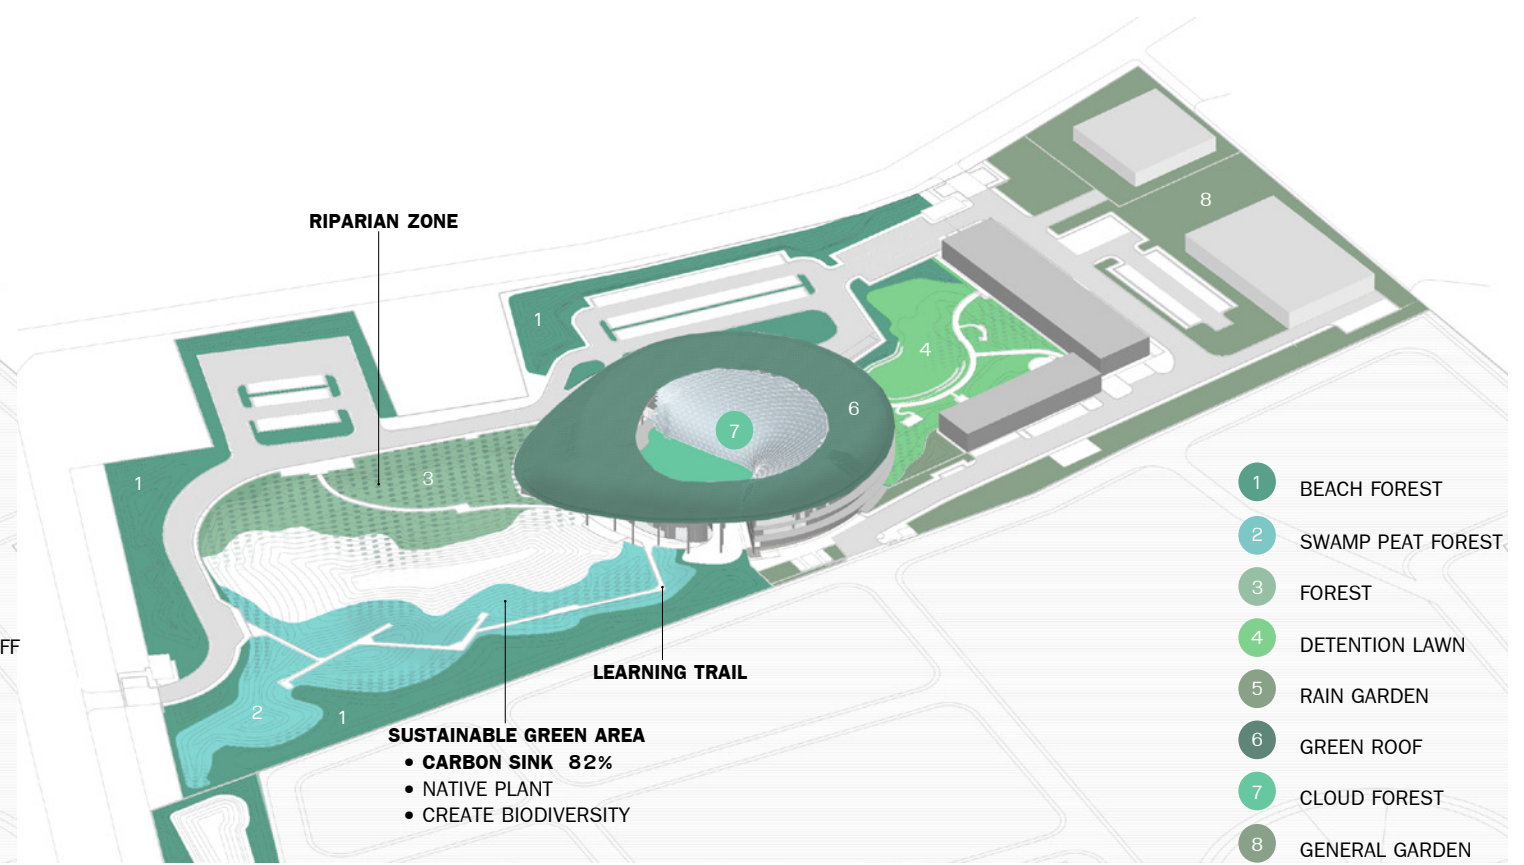 RIPARIAN ZONE
8
1
4
6
7
3
1
FF
LEARNING TRAIL
2
1
SUSTAINABLE GREEN AREA
• CARBON SINK 82%
• NATIVE PLANT
• CREATE BIODIVERSITY
1 BEACH FOREST
2 SWAMP PEAT FOREST
3 FOREST
4 DETENTION LAWN
5 RAIN GARDEN
6 GREEN ROOF
7 CLOUD FOREST
8 GENERAL GARDEN